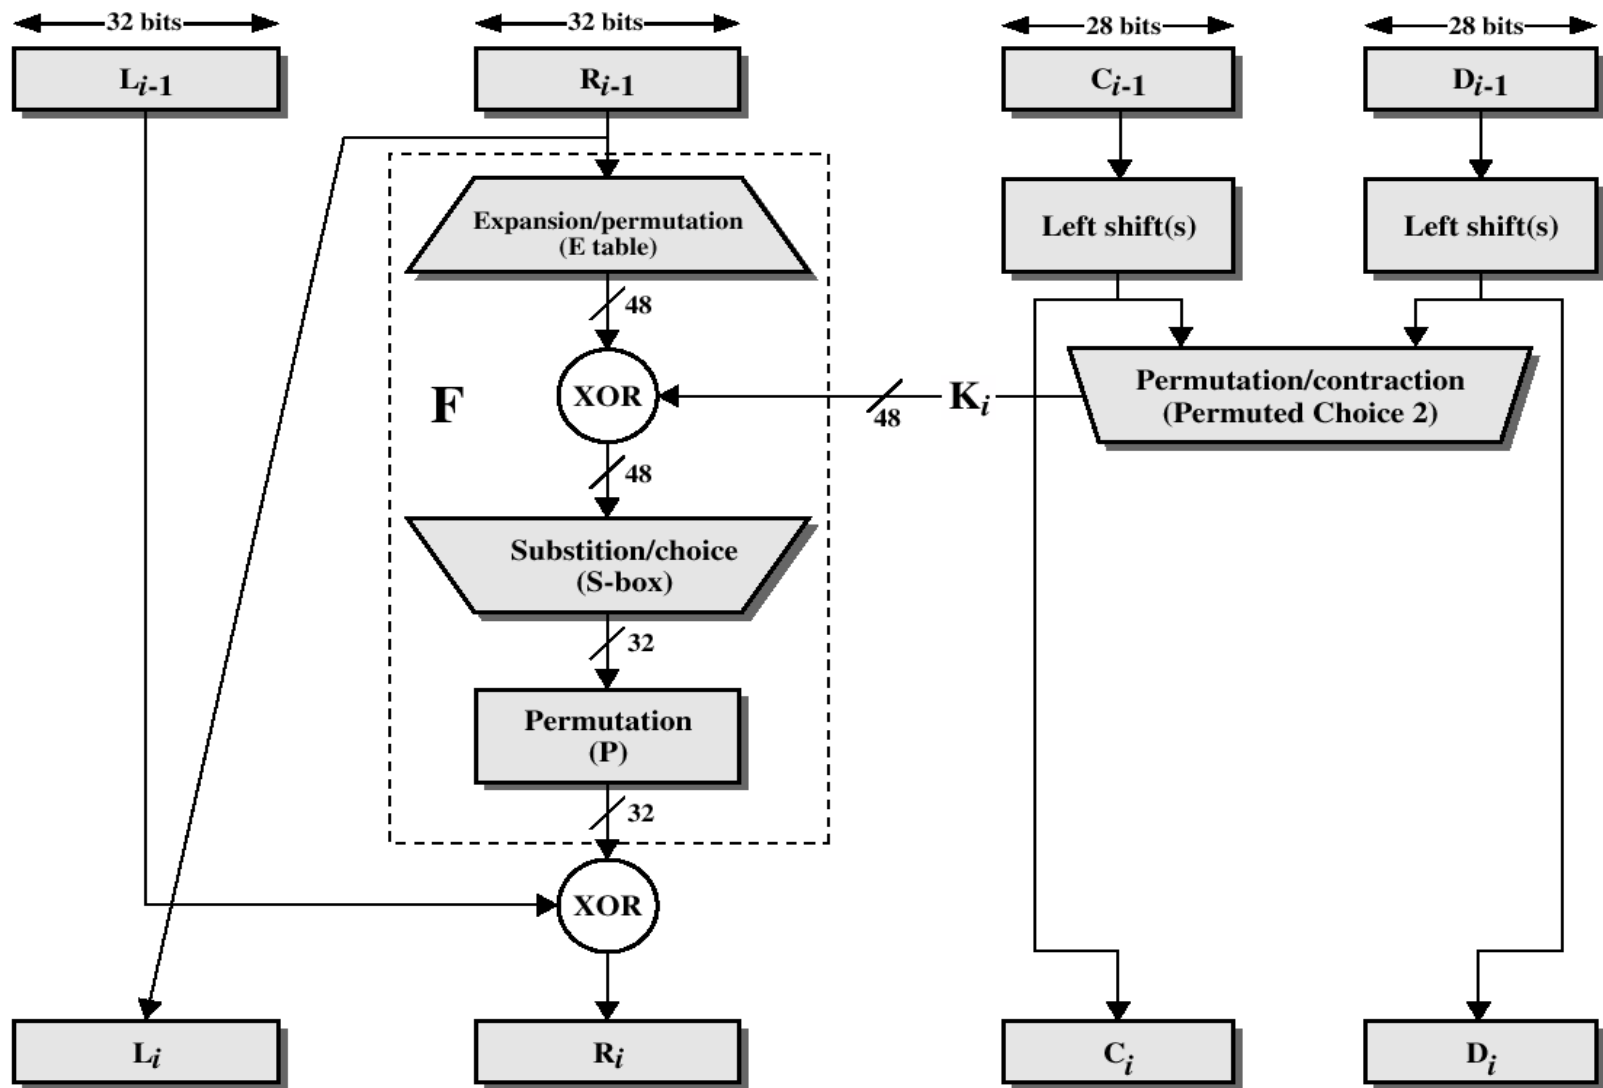 32 bits 32 bits 28 bits 28 bits
Li-1 Ri-1 Ci-1 Di-1
Expansion/permutation
(E table)
Left shift(s) Left shift(s)
48
F XOR
48
Ki
Permutation/contraction
(Permuted Choice 2)
48
Substition/choice
(S-box)
32
Permutation
(P)
32
XOR
Li Ri Ci Di